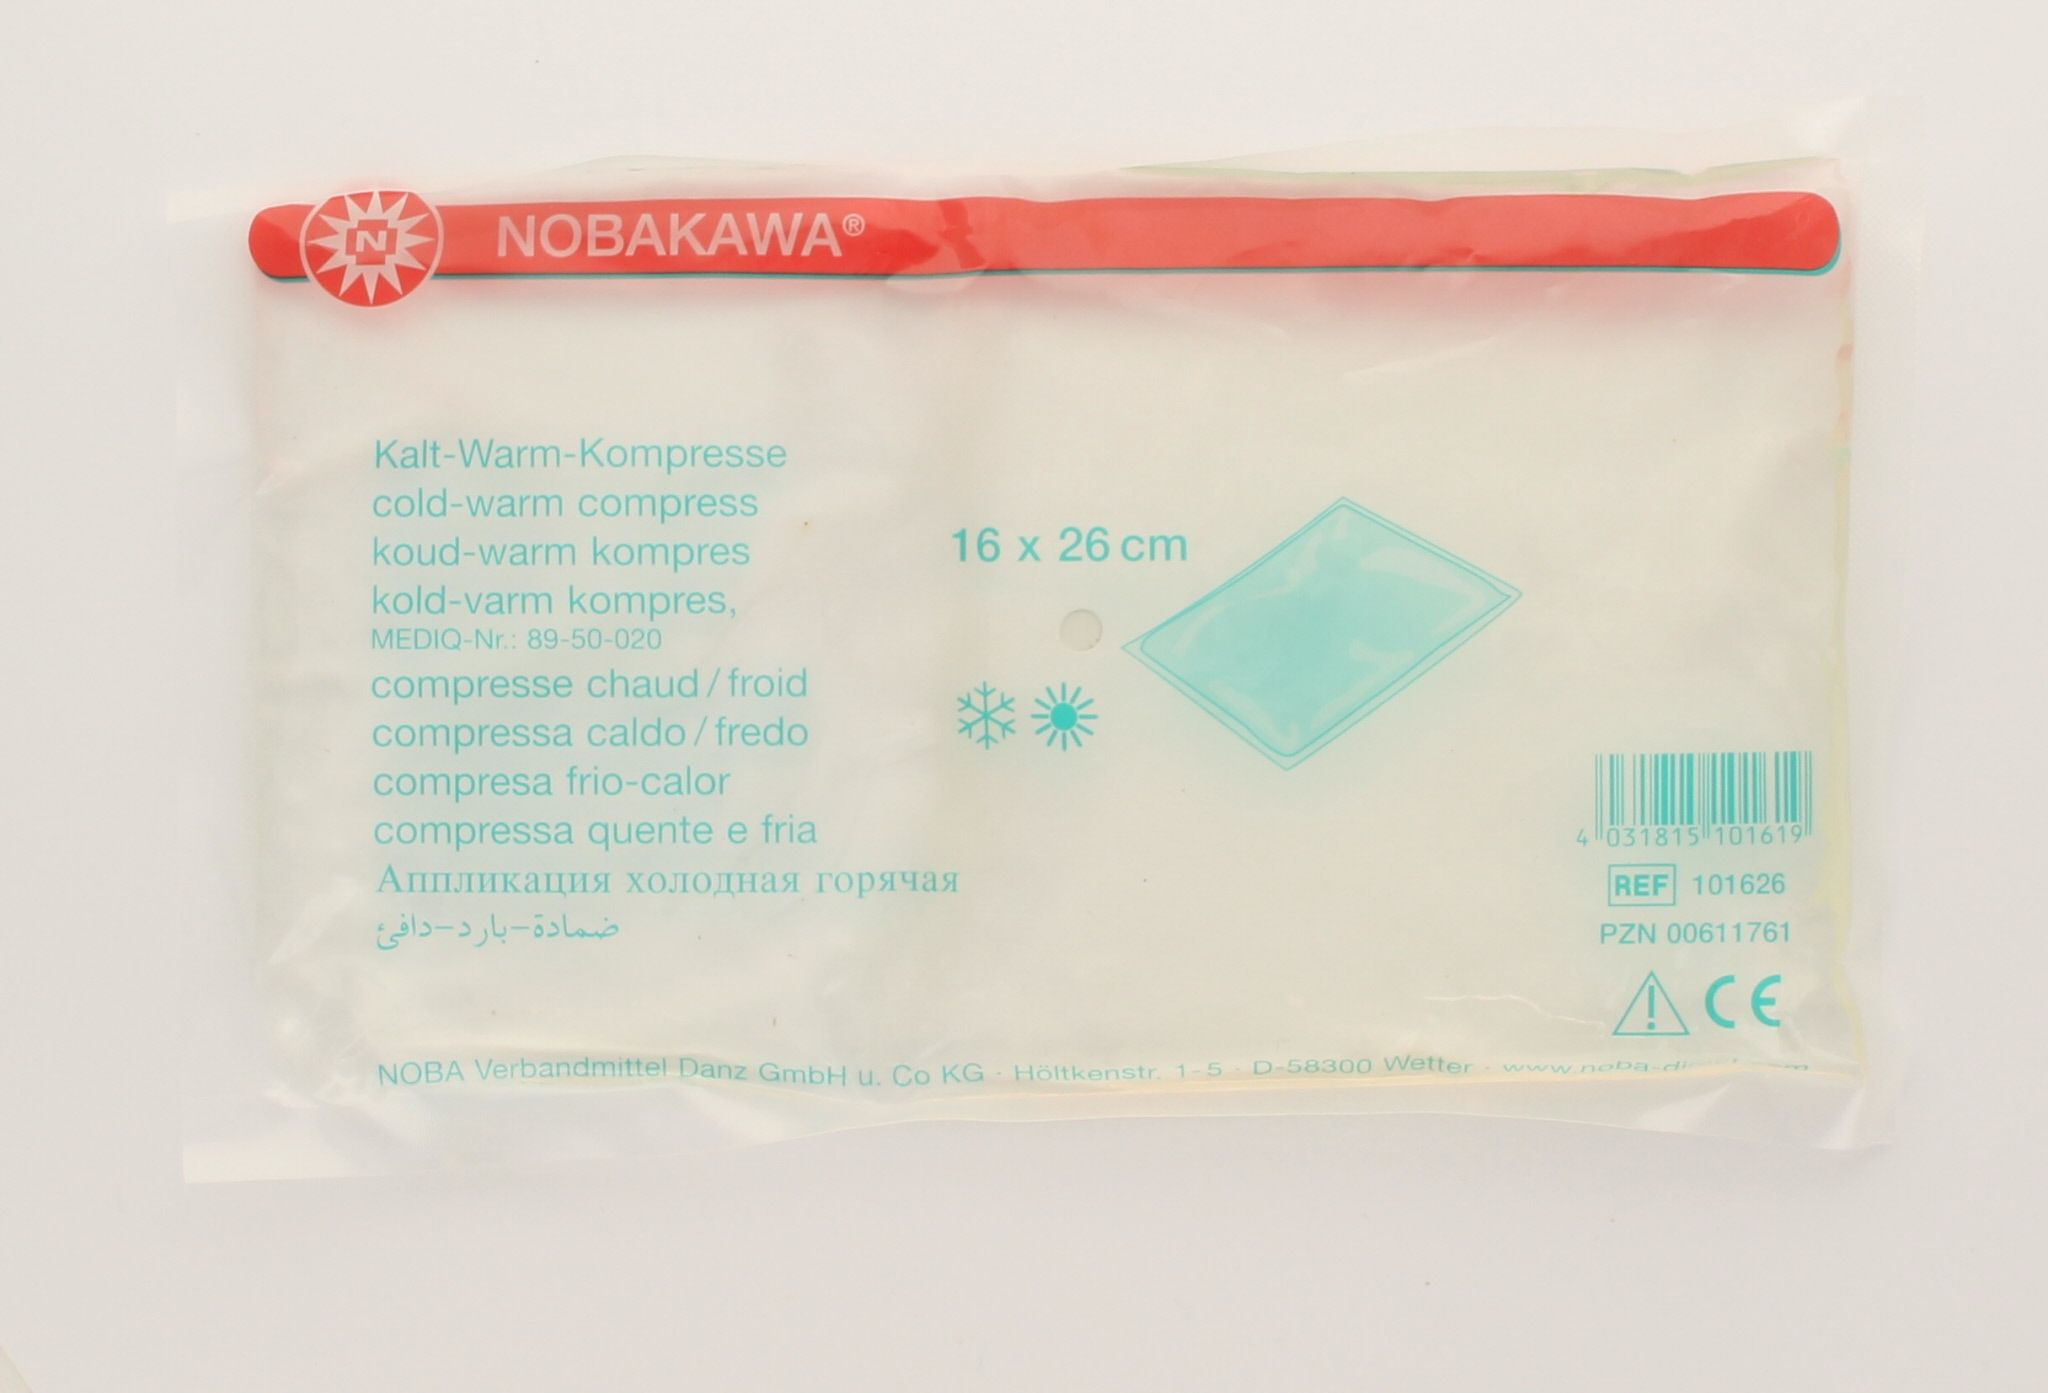 N NOBAKAWA®
Kalt-Warm-Kompresse
cold-warm compress
koud-warm kompres
kold-varm kompres,
MEDIQ-Nr.: 89-50-020
compresse chaud / froid
compressa caldo / fredo
compresa frio-calor
compressa quente e fria
Аппликация холодная горячая
ضمادة-بارد-دافئ
16 x 26 cm
4 031815 101619
REF 101626
PZN 00611761
CE
NOBA Verbandmittel Danz GmbH u. Co KG · Höltkenstr. 1-5 · D-58300 Wetter ·